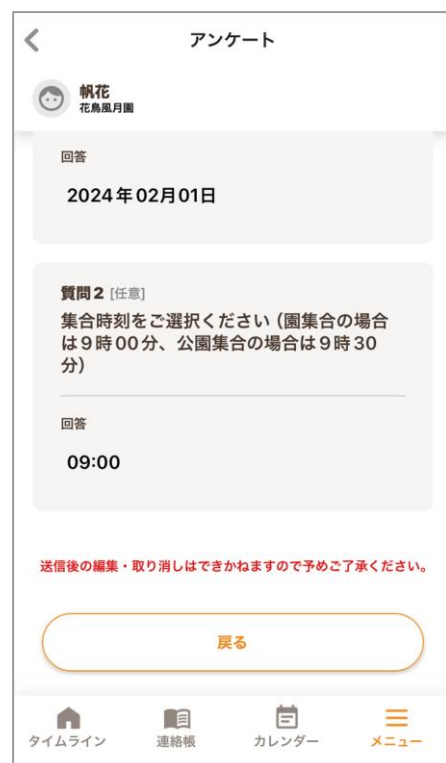 アンケート
帆花
花鳥風月園
回答
2024年02月01日
質問2 [任意]
集合時刻をご選択ください（園集合の場合
は9時00分、公園集合の場合は9時30
分）
回答
09:00
送信後の編集・取り消しはできかねますので予めご了承ください。
戻る
タイムライン
連絡帳
カレンダー
メニュー